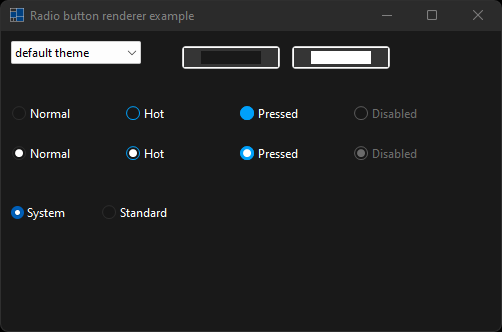 Radio button renderer example
default theme
Normal Hot Pressed Disabled
Normal Hot Pressed Disabled
System Standard